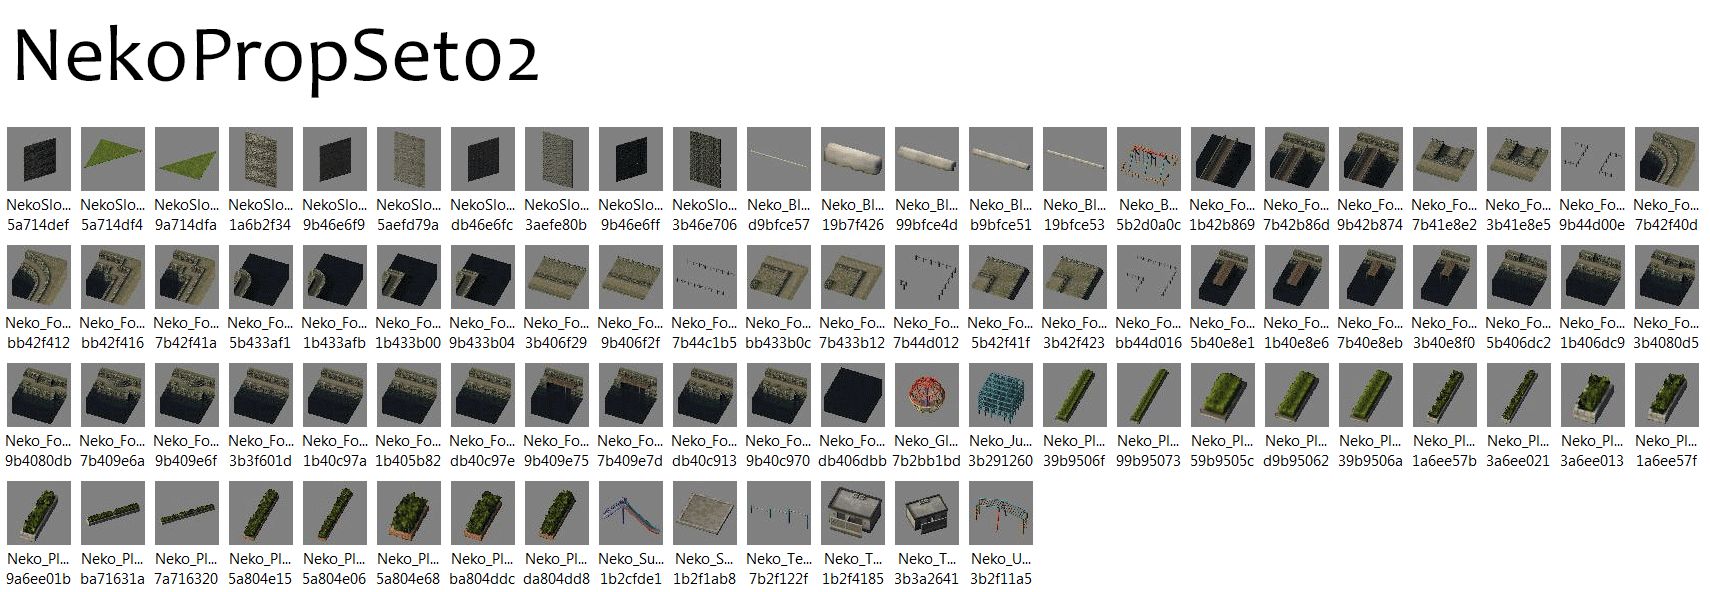 NekoPropSet02
NekoSlo... NekoSlo... NekoSlo... NekoSlo... NekoSlo... NekoSlo... NekoSlo... NekoSlo... NekoSlo... NekoSlo... Neko_Bl... Neko_Bl... Neko_Bl... Neko_Bl... Neko_Bl... Neko_B... Neko_Fo... Neko_Fo... Neko_Fo... Neko_Fo... Neko_Fo... Neko_Fo... Neko_Fo...
5a714def 5a714df4 9a714dfa 1a6b2f34 9b46e6f9 5aefd79a db46e6fc 3aefe80b 9b46e6ff 3b46e706 d9bfce57 19b7f426 99bfce4d b9bfce51 19bfce53 5b2d0a0c 1b42b869 7b42b86d 9b42b874 7b41e8e2 3b41e8e5 9b44d00e 7b42f40d
Neko_Fo... Neko_Fo... Neko_Fo... Neko_Fo... Neko_Fo... Neko_Fo... Neko_Fo... Neko_Fo... Neko_Fo... Neko_Fo... Neko_Fo... Neko_Fo... Neko_Fo... Neko_Fo... Neko_Fo... Neko_Fo... Neko_Fo... Neko_Fo... Neko_Fo... Neko_Fo... Neko_Fo... Neko_Fo... Neko_Fo...
bb42f412 bb42f416 7b42f41a 5b433af1 1b433afb 1b433b00 9b433b04 3b406f29 9b406f2f 7b44c1b5 bb433b0c 7b433b12 7b44d012 5b42f41f 3b42f423 bb44d016 5b40e8e1 1b40e8e6 7b40e8eb 3b40e8f0 5b406dc2 1b406dc9 3b4080d5
Neko_Fo... Neko_Fo... Neko_Fo... Neko_Fo... Neko_Fo... Neko_Fo... Neko_Fo... Neko_Fo... Neko_Fo... Neko_Fo... Neko_Fo... Neko_Fo... Neko_Gl... Neko_Ju... Neko_Pl... Neko_Pl... Neko_Pl... Neko_Pl... Neko_Pl... Neko_Pl... Neko_Pl... Neko_Pl... Neko_Pl...
9b4080db 7b409e6a 9b409e6f 3b3f601d 1b40c97a 1b405b82 db40c97e 9b409e75 7b409e7d db40c913 9b40c970 db406dbb 7b2bb1bd 3b291260 39b9506f 99b95073 59b9505c d9b95062 39b9506a 1a6ee57b 3a6ee021 3a6ee013 1a6ee57f
Neko_Pl... Neko_Pl... Neko_Pl... Neko_Pl... Neko_Pl... Neko_Pl... Neko_Pl... Neko_Pl... Neko_Su... Neko_S... Neko_Te... Neko_T... Neko_T... Neko_U...
9a6ee01b ba71631a 7a716320 5a804e15 5a804e06 5a804e68 ba804ddc da804dd8 1b2cfde1 1b2f1ab8 7b2f122f 1b2f4185 3b3a2641 3b2f11a5